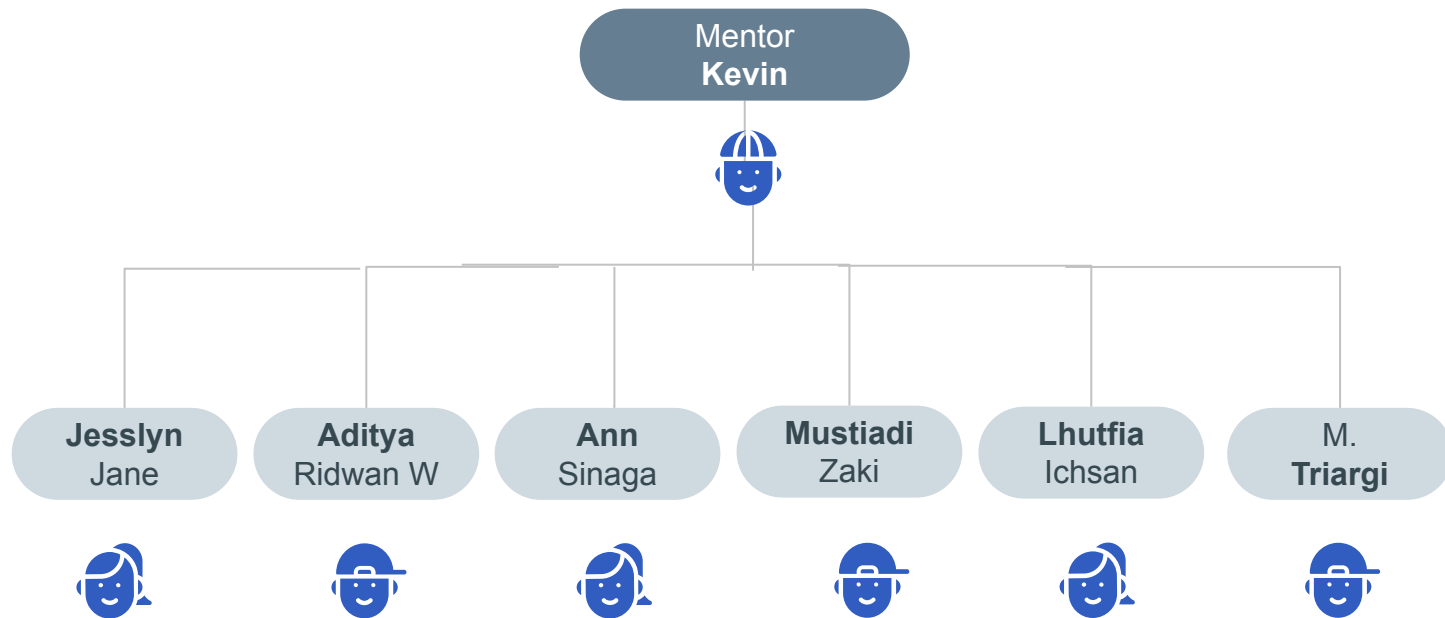 Mentor
Kevin
Jesslyn
Jane
Aditya
Ridwan W
Ann
Sinaga
Mustiadi
Zaki
Lhutfia
Ichsan
M.
Triargi